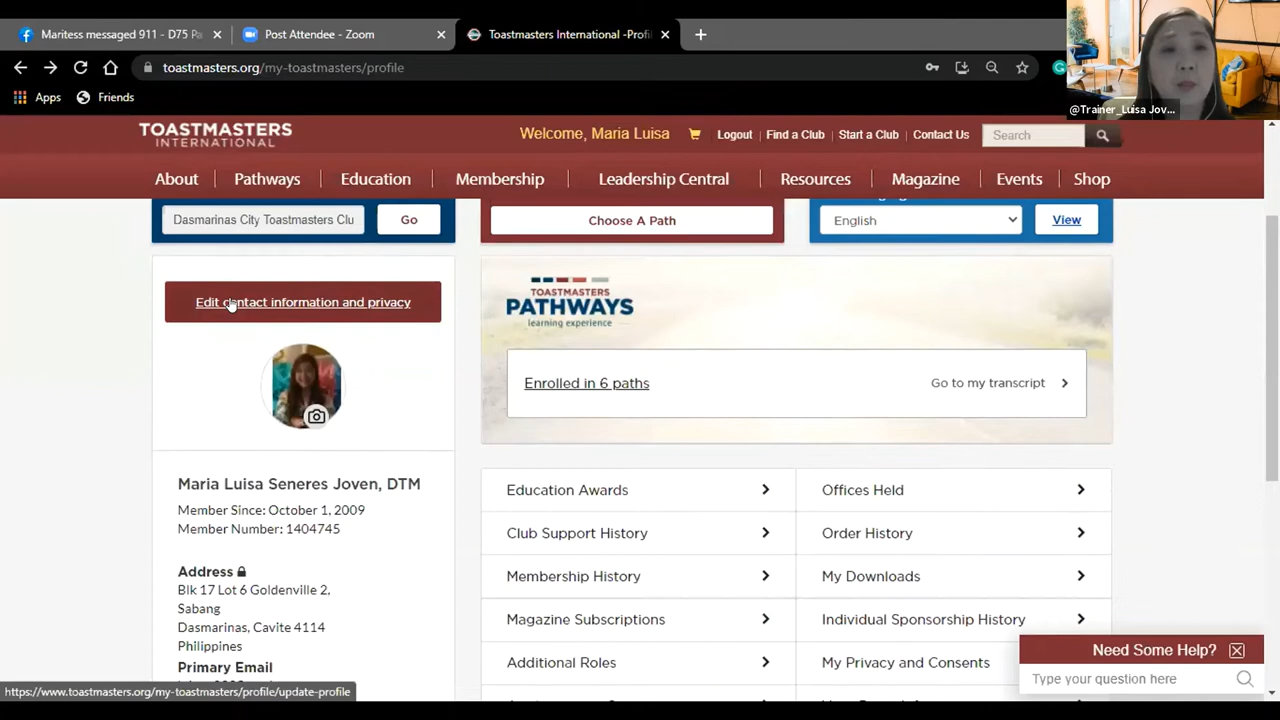 Maritess messaged 911 - D75 Pa
Post Attendee - Zoom
Toastmasters International -Profi
toastmasters.org/my-toastmasters/profile
Apps
Friends
@Trainer_Luisa Jov...
TOASTMASTERS
INTERNATIONAL
Welcome, Maria Luisa
Logout
Find a Club
Start a Club
Contact Us
Search
About
Pathways
Education
Membership
Leadership Central
Resources
Magazine
Events
Shop
Dasmarinas City Toastmasters Clu
Go
Choose A Path
English
View
Edit contact information and privacy
TOASTMASTERS
PATHWAYS
learning experience
Enrolled in 6 paths
Go to my transcript
Maria Luisa Seneres Joven, DTM
Member Since: October 1, 2009
Member Number: 1404745
Address
Blk 17 Lot 6 Goldenville 2,
Sabang
Dasmarinas, Cavite 4114
Philippines
Primary Email
Education Awards
Offices Held
Club Support History
Order History
Membership History
My Downloads
Magazine Subscriptions
Individual Sponsorship History
Additional Roles
My Privacy and Consents
Need Some Help?
Type your question here
https://www.toastmasters.org/my-toastmasters/profile/update-profile